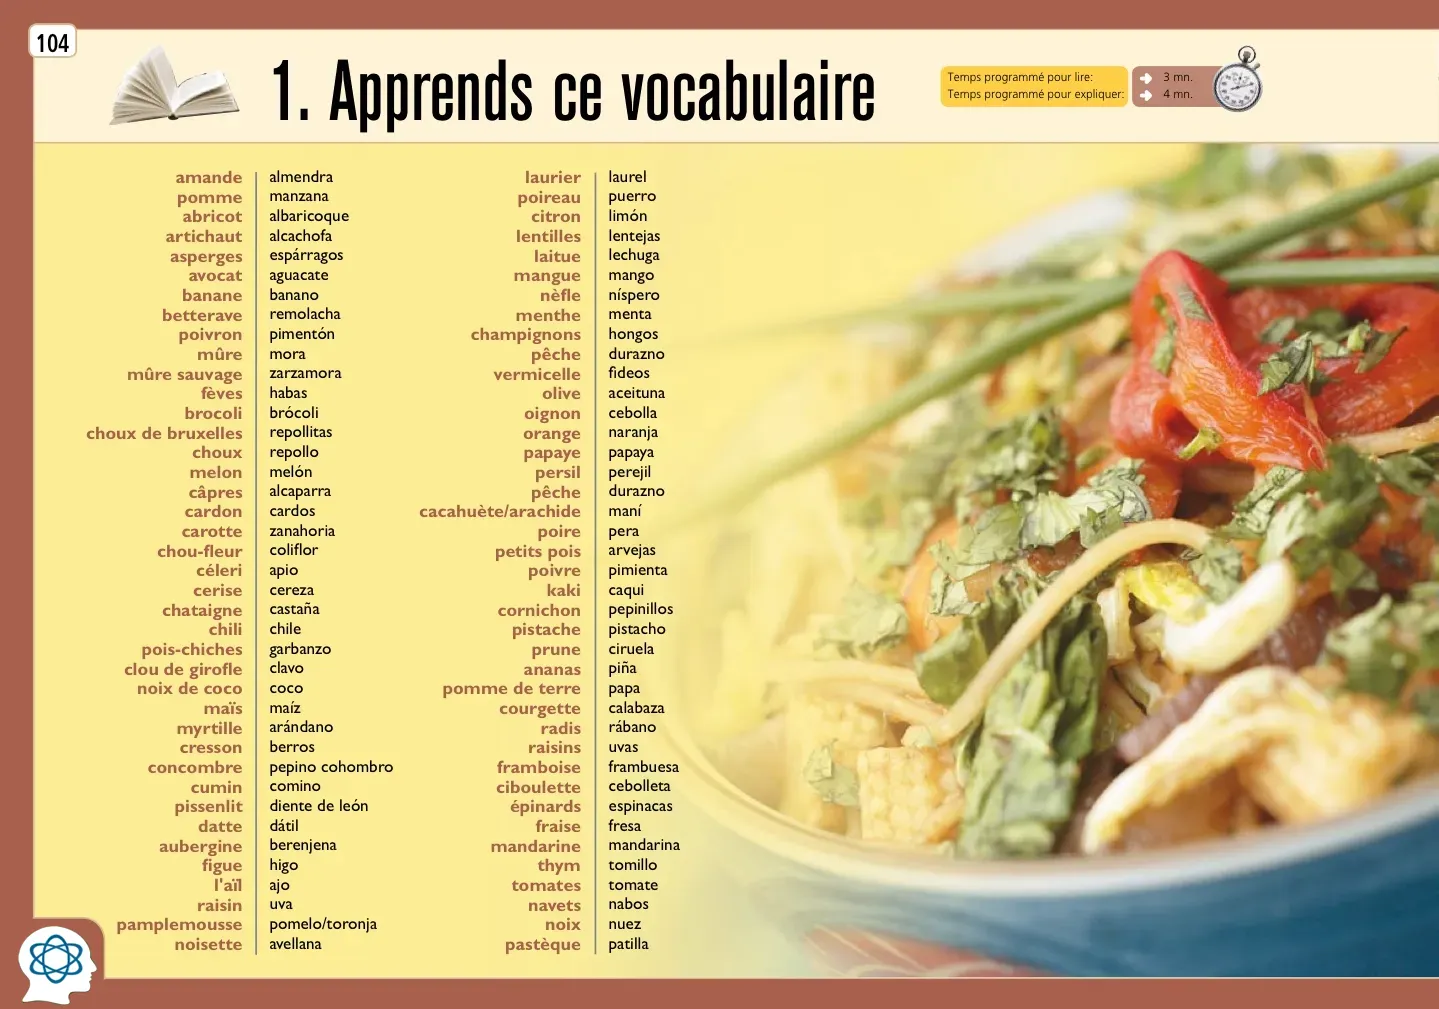 104
1. Apprends ce vocabulaire
Temps programmé pour lire: 3 mn.
Temps programmé pour expliquer: 4 mn.
amande almendra
pomme manzana
abricot albaricoque
artichaut alcachofa
asperges espárragos
avocat aguacate
banane banano
betterave remolacha
poivron pimentón
mûre mora
mûre sauvage zarzamora
fèves habas
brocoli brócoli
choux de bruxelles repollitas
choux repollo
melon melón
câpres alcaparra
cardon cardos
carotte zanahoria
chou-fleur coliflor
céleri apio
cerise cereza
chataigne castaña
chili chile
pois-chiches garbanzo
clou de girofle clavo
noix de coco coco
maïs maíz
myrtille arándano
cresson berros
concombre pepino cohombro
cumin comino
pissenlit diente de león
datte dátil
aubergine berenjena
figue higo
l'aïl ajo
raisin uva
pamplemousse pomelo/toronja
noisette avellana
laurier laurel
poireau puerro
citron limón
lentilles lentejas
laitue lechuga
mangue mango
nèfle níspero
menthe menta
champignons hongos
pêche durazno
vermicelle fideos
olive aceituna
oignon cebolla
orange naranja
papaye papaya
persil perejil
pêche durazno
cacahuète/arachide maní
poire pera
petits pois arvejas
poivre pimienta
kaki caqui
cornichon pepinillos
pistache pistacho
prune ciruela
ananas piña
pomme de terre papa
courgette calabaza
radis rábano
raisins uvas
framboise frambuesa
ciboulette cebolleta
épinards espinacas
fraise fresa
mandarine mandarina
thym tomillo
tomates tomate
navets nabos
noix nuez
pastèque patilla